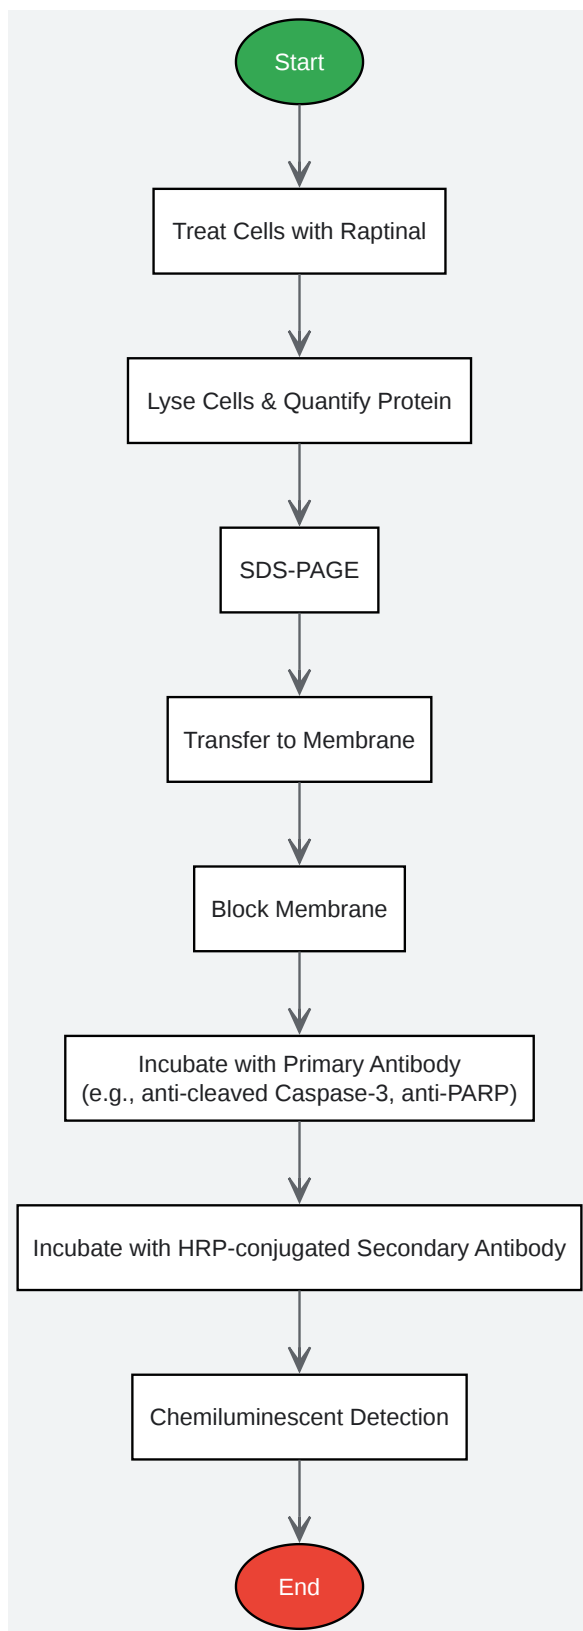 Start
Treat Cells with Raptinal
Lyse Cells & Quantify Protein
SDS-PAGE
Transfer to Membrane
Block Membrane
Incubate with Primary Antibody
(e.g., anti-cleaved Caspase-3, anti-PARP)
Incubate with HRP-conjugated Secondary Antibody
Chemiluminescent Detection
End